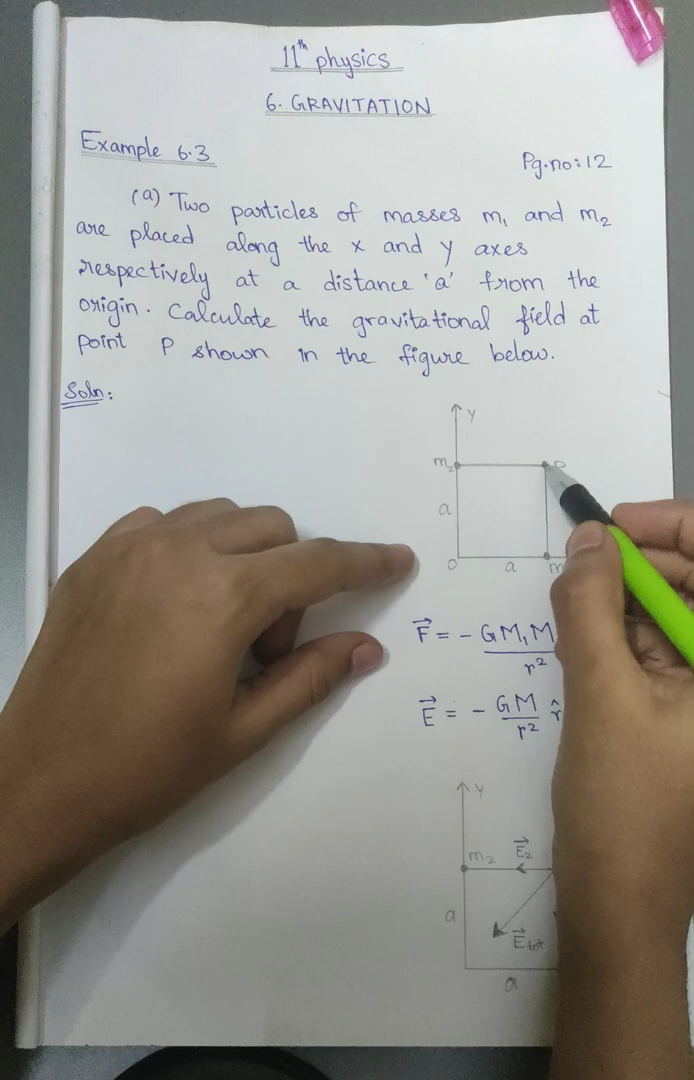 11th physics
6. GRAVITATION
Example 6.3
Pg.no:12
(a) Two particles of masses m₁ and m₂
are placed along the x and y axes
respectively at a distance 'a' from the
origin. Calculate the gravitational field at
point P shown in the figure below.
Soln:
Y
m₂
a
O a m
F⃗ = - GM₁M
r²
E⃗ = - GM r̂
r²
Y
m₂ E⃗₂
a
E⃗tot
a